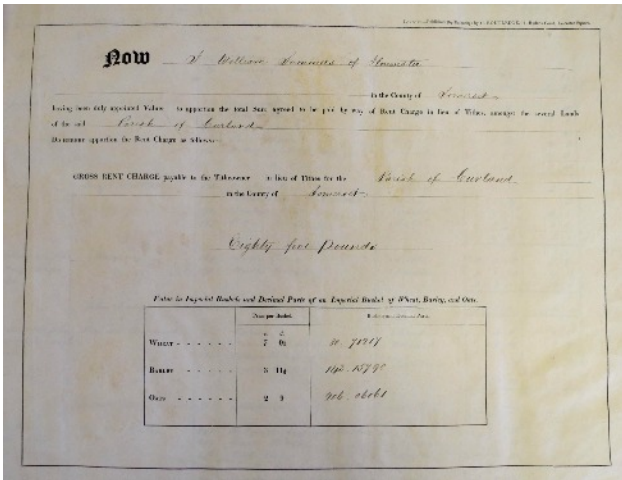 Now I William Summers of Ilminster
in the County of Somerset
having been duly appointed Valuer to apportion the total Sum agreed to be paid by way of Rent Charge in lieu of Tithes, amongst the several Lands
of the said Parish of Curland
Do hereby apportion the Rent Charge as follows:—
GROSS RENT CHARGE payable to the Titheowner in lieu of Tithes for the Parish of Curland
in the County of Somerset
Eighty five pounds
Value in Imperial Bushels and Decimal Parts of an Imperial Bushel of Wheat, Barley, and Oats.
Price per Bushel. Bushels and Decimal Parts.
s. d.
WHEAT - - - - - - 7 0¼
BARLEY - - - - - - 3 11½
OATS - - - - - - 2 9